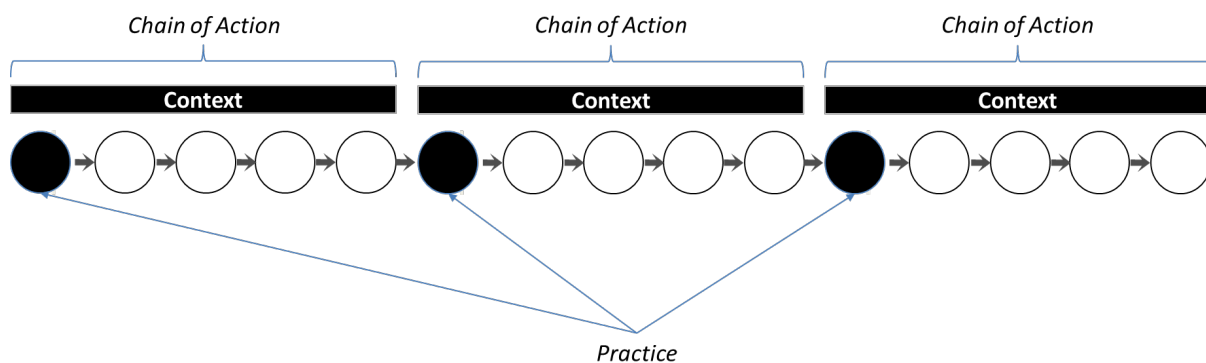 Chain of Action
Chain of Action
Chain of Action
Context
Context
Context
Practice